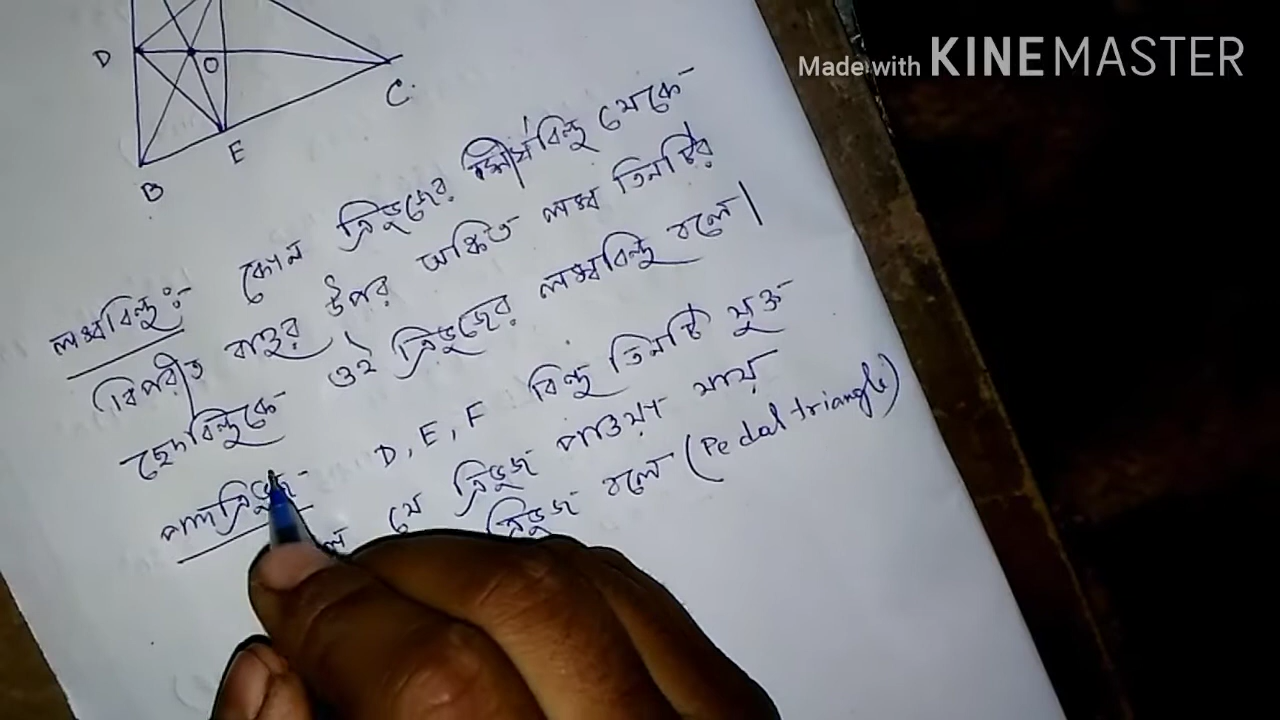 Made with KINEMASTER
D
O
C
E
B
লম্ববিন্দু :- কোন ত্রিভুজের শীর্ষবিন্দু থেকে
বিপরীত বাহুর উপর অঙ্কিত লম্ব তিনটির
ছেদবিন্দুকে ওই ত্রিভুজের লম্ববিন্দু বলে।
পাদত্রিভুজ- D, E, F বিন্দু তিনটি যুক্ত
যে ত্রিভুজ পাওয়া যায়
ত্রিভুজ বলে (Pedal triangle)